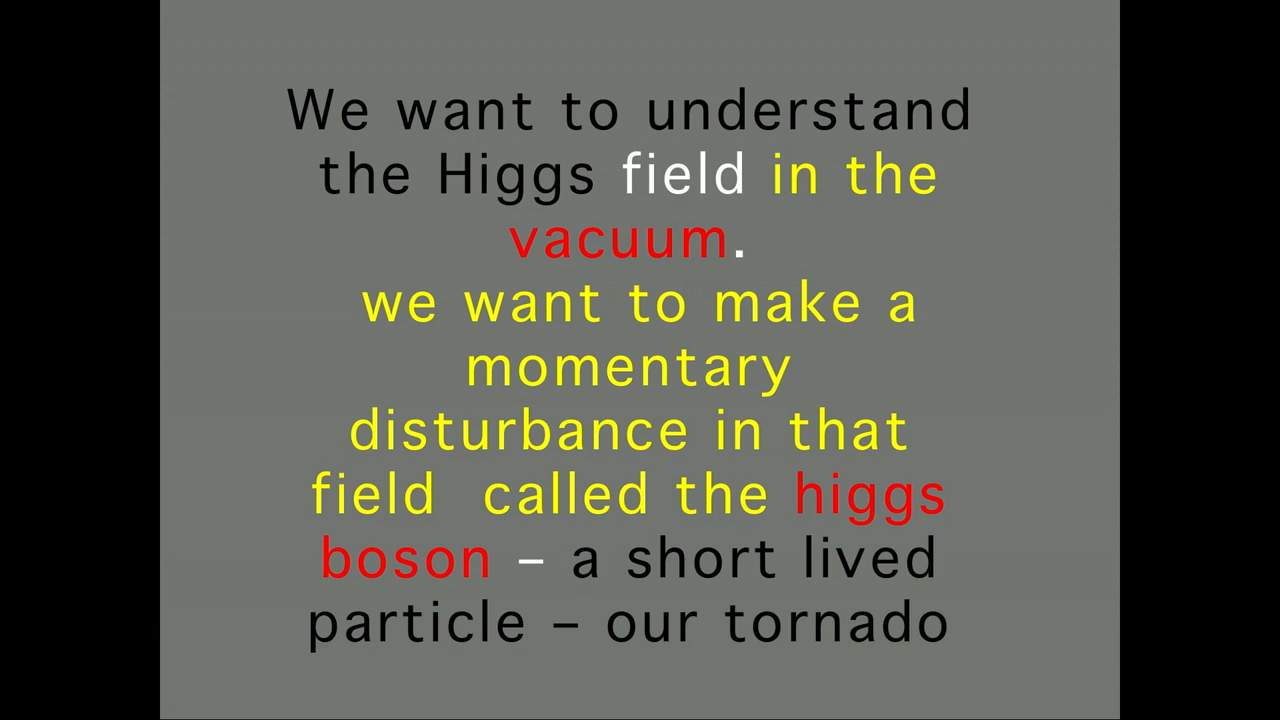 We want to understand
the Higgs field in the
vacuum.
we want to make a
momentary
disturbance in that
field  called the higgs
boson – a short lived
particle – our tornado